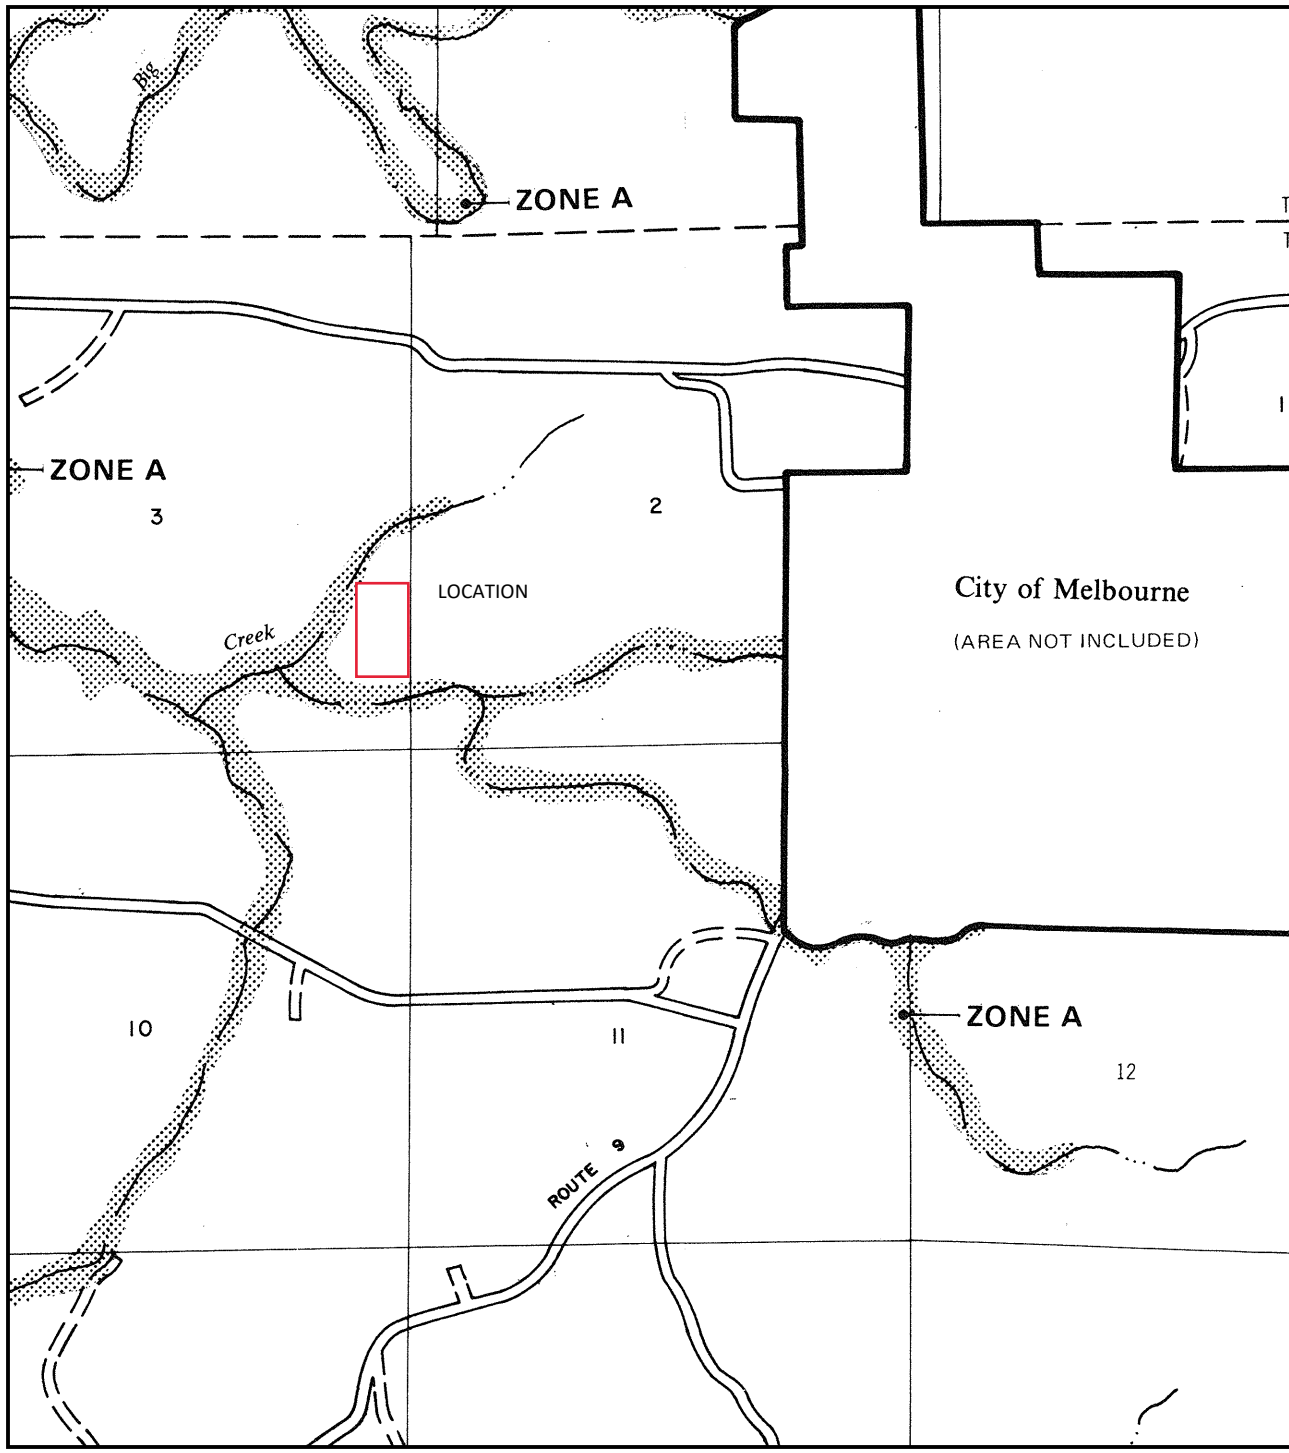 Big
ZONE A
T
T
1
ZONE A
3
2
LOCATION
City of Melbourne
(AREA NOT INCLUDED)
Creek
ZONE A
10
11
12
ROUTE 9